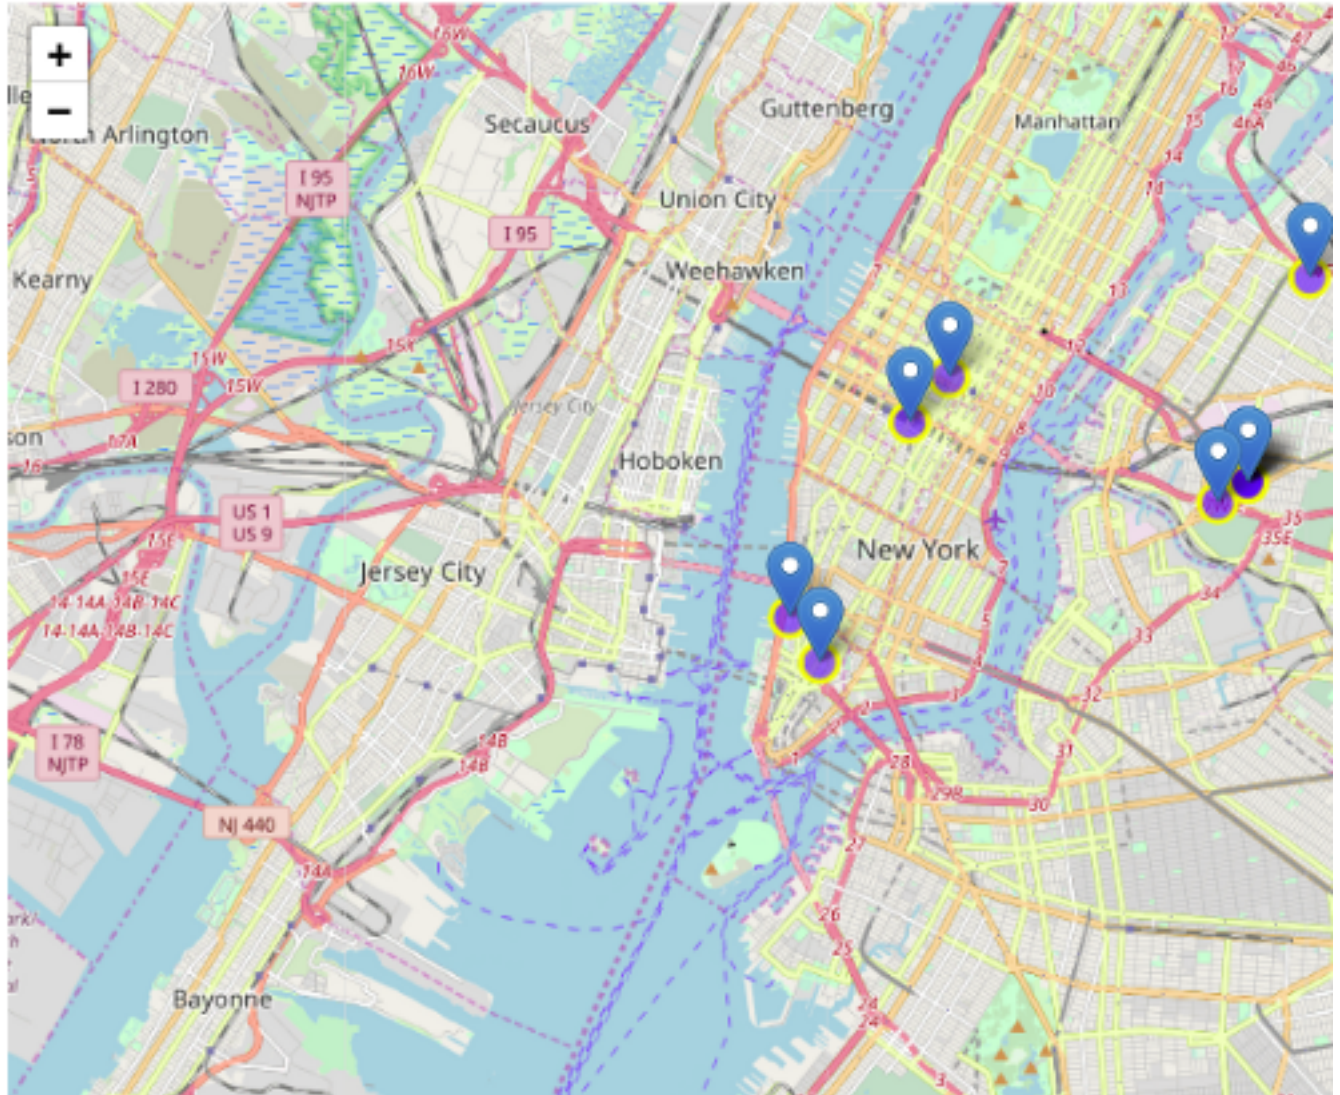 +
−
16W
16W
Secaucus
Guttenberg
Manhattan
17
17
16
46
47
46
46A
15
14
14
North Arlington
I 95
NJTP
I 95
Union City
Weehawken
Kearny
7
13
12
10
15W
15X
15W
I 280
Jersey City
17A
16
son
Hoboken
8
US 1
US 9
15E
15E
35
35E
Jersey City
New York
7
14-14A-14B-14C
14-14A-14B-14C
34
33
5
4
3
2
32
14B
14B
I 78
NJTP
1
31
28
29B
30
NJ 440
27
14A
26
25
24
24
Bayonne
3